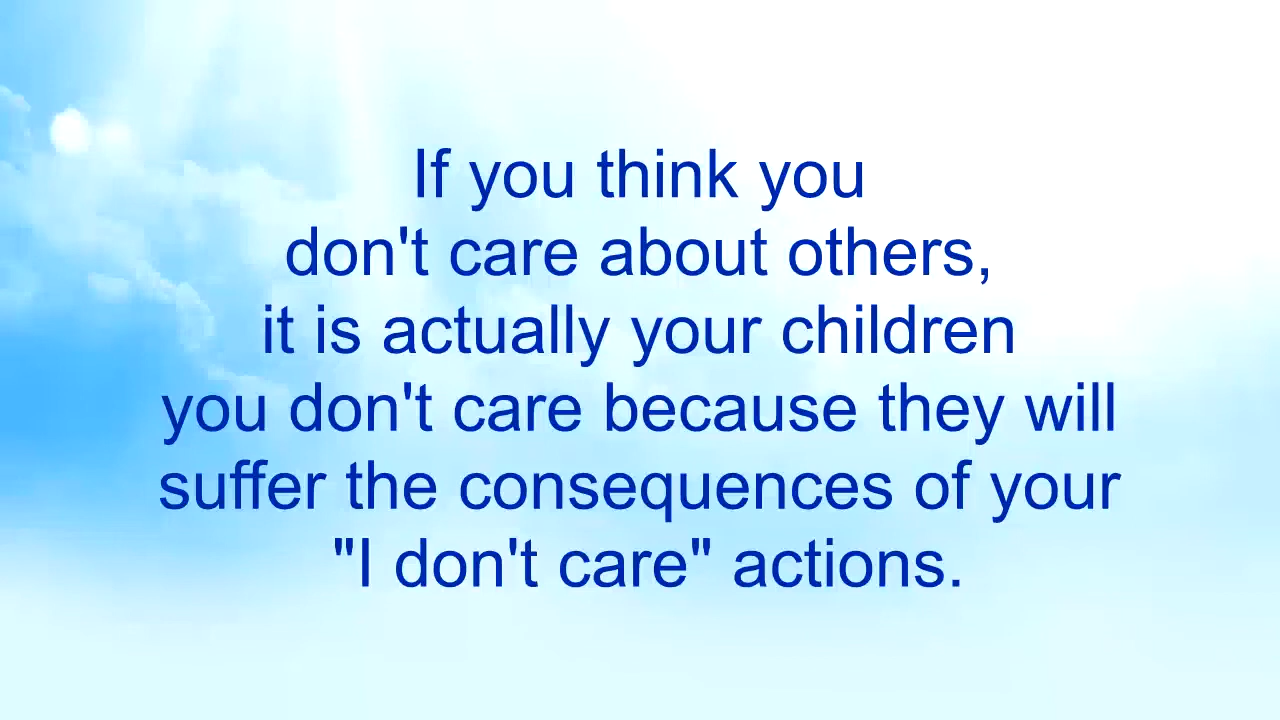 If you think you
don't care about others,
it is actually your children
you don't care because they will
suffer the consequences of your
"I don't care" actions.